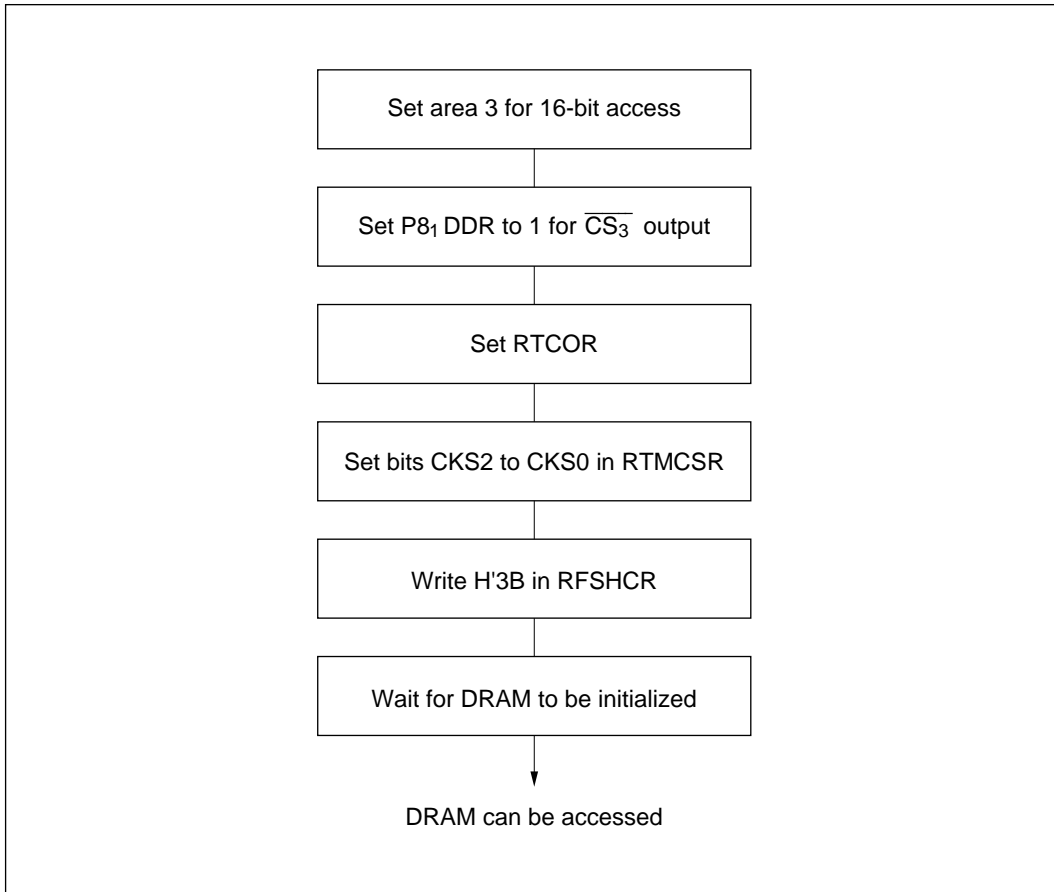 Set area 3 for 16-bit access
Set P8₁ DDR to 1 for C̅S̅₃̅ output
Set RTCOR
Set bits CKS2 to CKS0 in RTMCSR
Write H'3B in RFSHCR
Wait for DRAM to be initialized
DRAM can be accessed